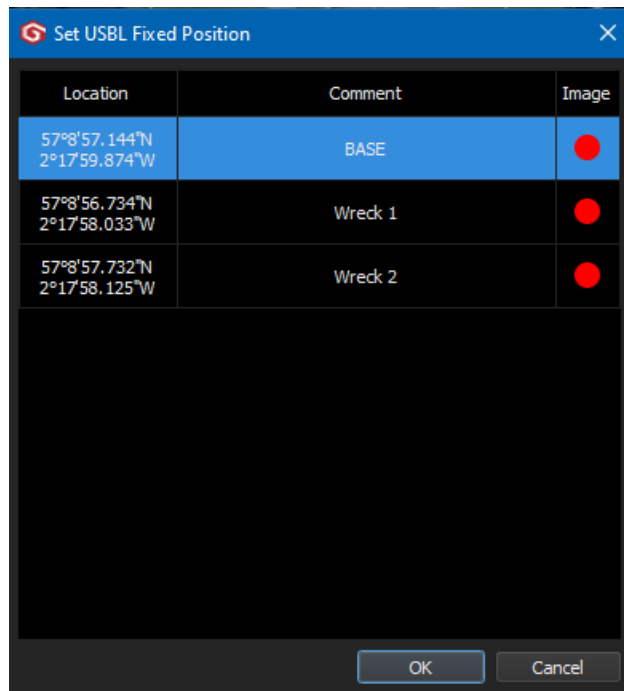 Set USBL Fixed Position
Location Comment Image
57°8'57.144"N
2°17'59.874"W
BASE
57°8'56.734"N
2°17'58.033"W
Wreck 1
57°8'57.732"N
2°17'58.125"W
Wreck 2
OK Cancel